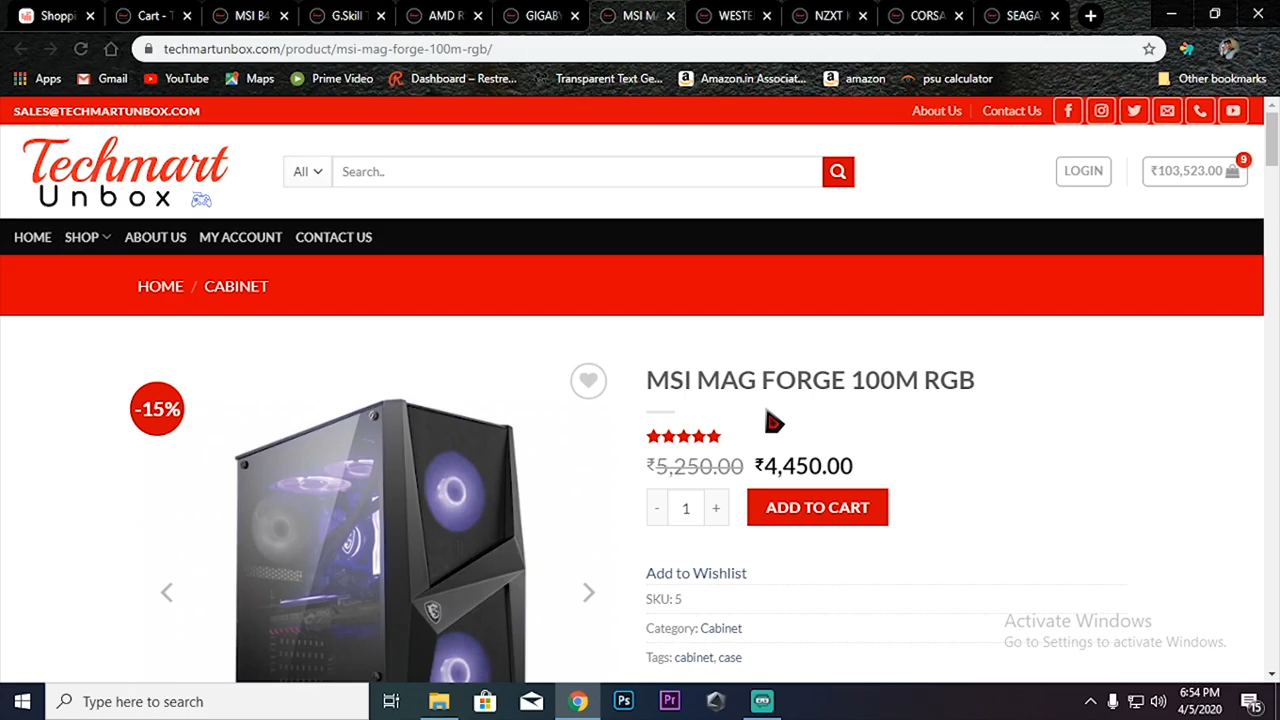 Shoppi
Cart - T
MSI B4
G.Skill
AMD R
GIGABY
MSI M
WESTE
NZXT
CORSA
SEAGA
techmartunbox.com/product/msi-mag-forge-100m-rgb/
Apps
Gmail
YouTube
Maps
Prime Video
Dashboard – Restre...
Transparent Text Ge...
Amazon.in Associat...
amazon
psu calculator
Other bookmarks
SALES@TECHMARTUNBOX.COM
About Us
Contact Us
Techmart
Unbox
All
Search..
LOGIN
₹103,523.00
9
HOME
SHOP
ABOUT US
MY ACCOUNT
CONTACT US
HOME / CABINET
-15%
MSI MAG FORGE 100M RGB
₹5,250.00 ₹4,450.00
- 1 +
ADD TO CART
Add to Wishlist
SKU: 5
Category: Cabinet
Tags: cabinet, case
Activate Windows
Go to Settings to activate Windows.
Type here to search
Ps
Pr
6:54 PM
4/5/2020
15